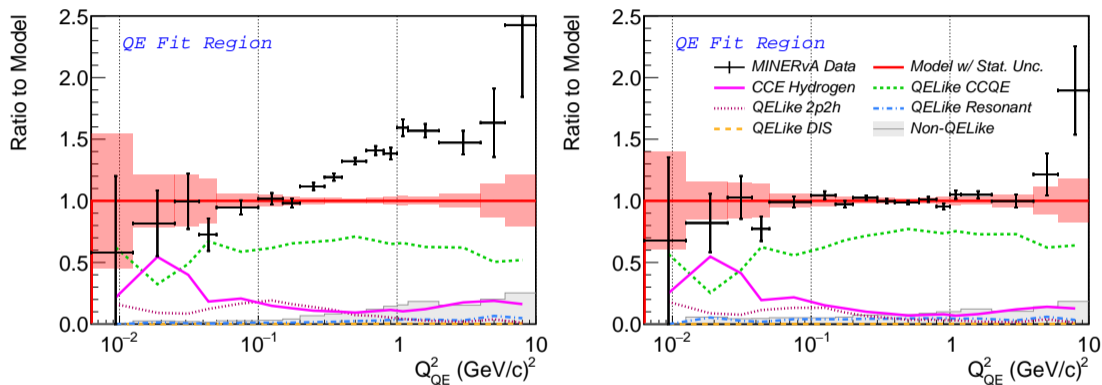 Ratio to Model
2.5
2.0
1.5
1.0
0.5
0.0
QE Fit Region
10⁻²
10⁻¹
1
10
Q²QE (GeV/c)²
Ratio to Model
2.5
2.0
1.5
1.0
0.5
0.0
QE Fit Region
MINERvA Data
Model w/ Stat. Unc.
CCE Hydrogen
QELike CCQE
QELike 2p2h
QELike Resonant
QELike DIS
Non-QELike
10⁻²
10⁻¹
1
10
Q²QE (GeV/c)²